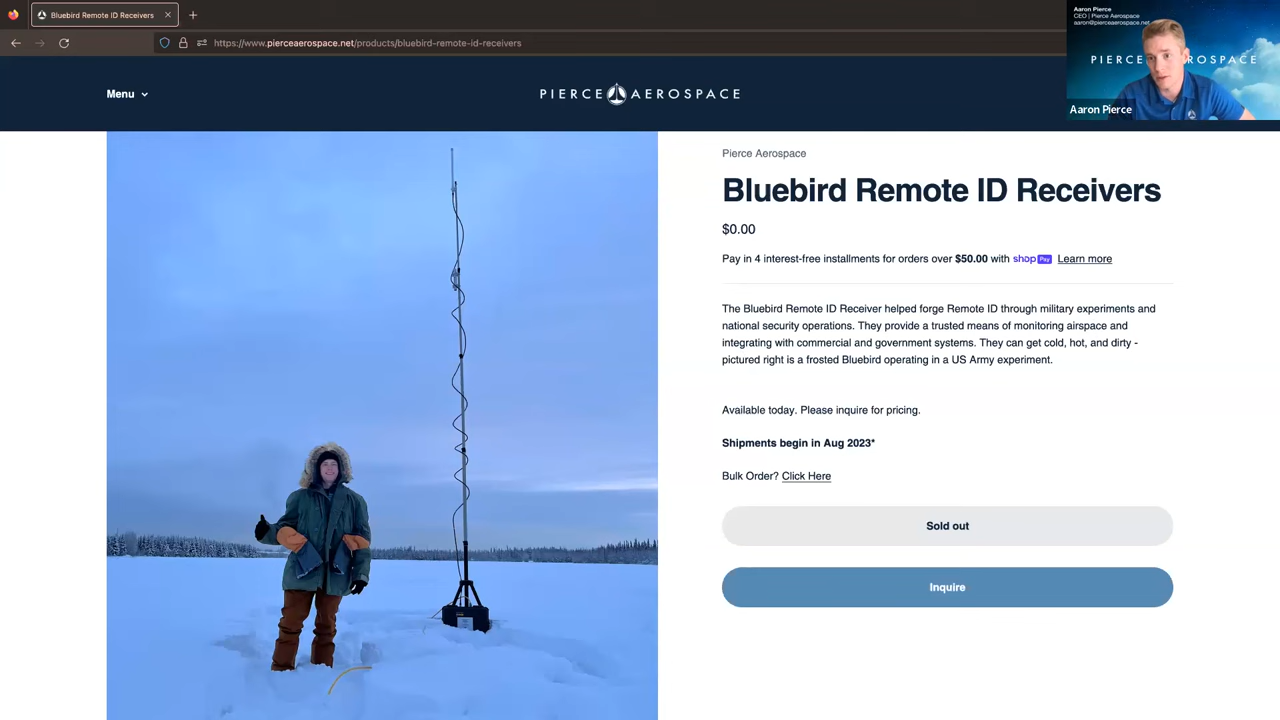 Bluebird Remote ID Receivers
https://www.pierceaerospace.net/products/bluebird-remote-id-receivers
Aaron Pierce
CEO | Pierce Aerospace
aaron@pierceaerospace.net
PIERCE AEROSPACE
Aaron Pierce
Menu
PIERCE AEROSPACE
Pierce Aerospace
Bluebird Remote ID Receivers
$0.00
Pay in 4 interest-free installments for orders over $50.00 with shop Pay Learn more
The Bluebird Remote ID Receiver helped forge Remote ID through military experiments and
national security operations. They provide a trusted means of monitoring airspace and
integrating with commercial and government systems. They can get cold, hot, and dirty -
pictured right is a frosted Bluebird operating in a US Army experiment.
Available today. Please inquire for pricing.
Shipments begin in Aug 2023*
Bulk Order? Click Here
Sold out
Inquire